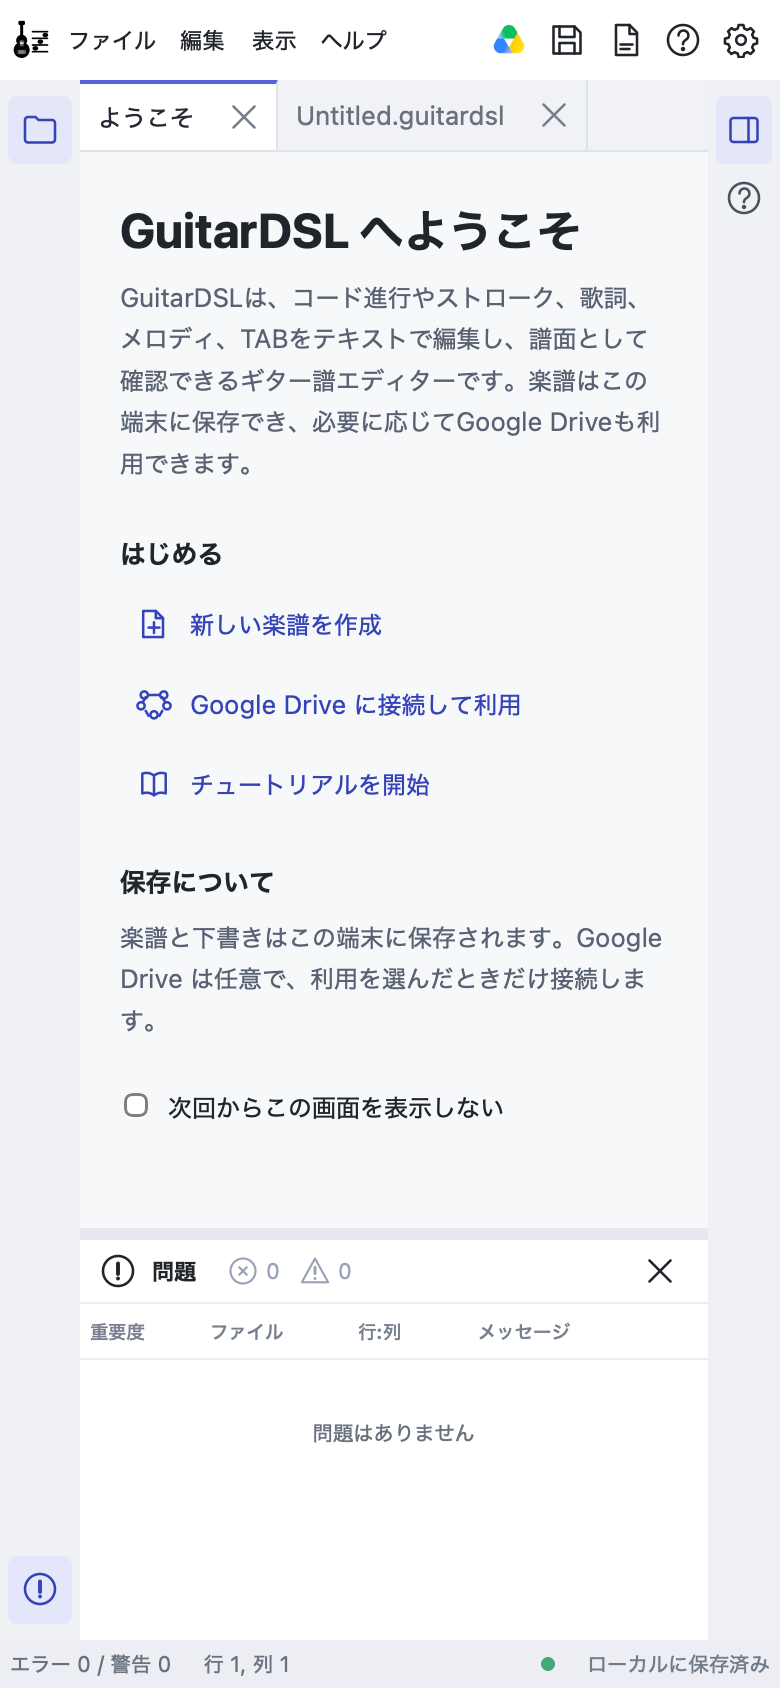 ファイル 編集 表示 ヘルプ
ようこそ Untitled.guitardsl
GuitarDSL へようこそ
GuitarDSLは、コード進行やストローク、歌詞、
メロディ、TABをテキストで編集し、譜面として
確認できるギター譜エディターです。楽譜はこの
端末に保存でき、必要に応じてGoogle Driveも利
用できます。
はじめる
新しい楽譜を作成
Google Drive に接続して利用
チュートリアルを開始
保存について
楽譜と下書きはこの端末に保存されます。Google
Drive は任意で、利用を選んだときだけ接続しま
す。
次回からこの画面を表示しない
問題 0 0
重要度 ファイル 行:列 メッセージ
問題はありません
エラー 0 / 警告 0 行 1, 列 1 ローカルに保存済み